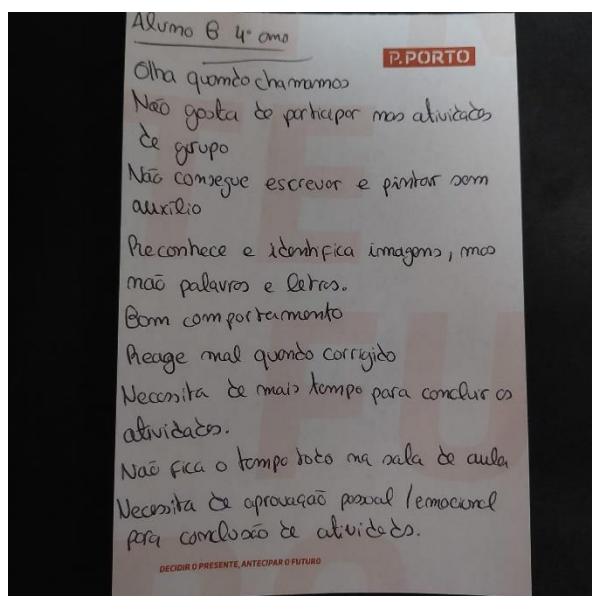 Aluno B 4º ano
P.PORTO
Olha quando chamamos
Não gosta de participar nas atividades
de grupo
Não consegue escrever e pintar sem
auxílio
Reconhece e identifica imagens, mas
não palavras e letras.
Bom comportamento
Reage mal quando corrigido
Necessita de mais tempo para concluir as
atividades.
Não fica o tempo todo na sala de aula
Necessita de aprovação pessoal/emocional
para conclusão de atividades.
DECIDIR O PRESENTE, ANTECIPAR O FUTURO